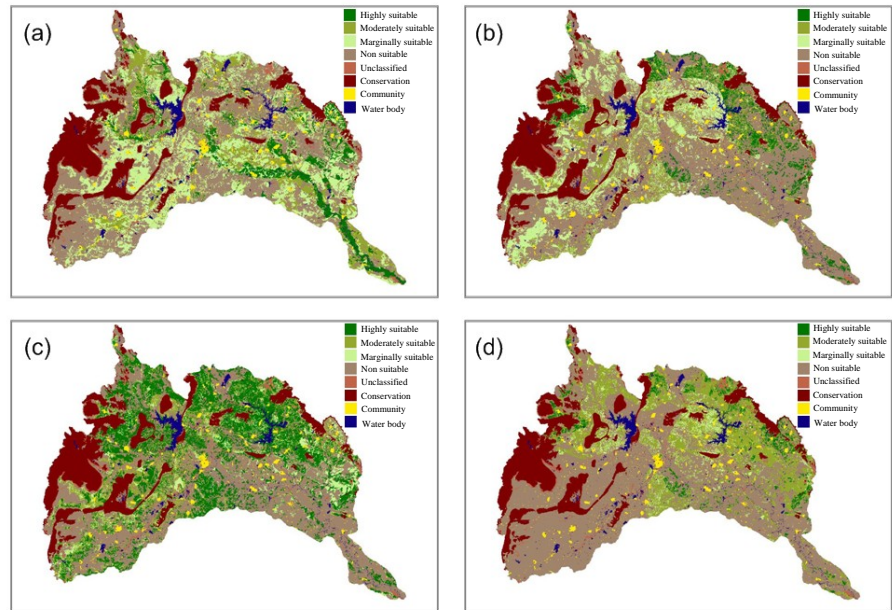 (a)
Highly suitable
Moderately suitable
Marginally suitable
Non suitable
Unclassified
Conservation
Community
Water body
(b)
Highly suitable
Moderately suitable
Marginally suitable
Non suitable
Unclassified
Conservation
Community
Water body
(c)
Highly suitable
Moderately suitable
Marginally suitable
Non suitable
Unclassified
Conservation
Community
Water body
(d)
Highly suitable
Moderately suitable
Marginally suitable
Non suitable
Unclassified
Conservation
Community
Water body